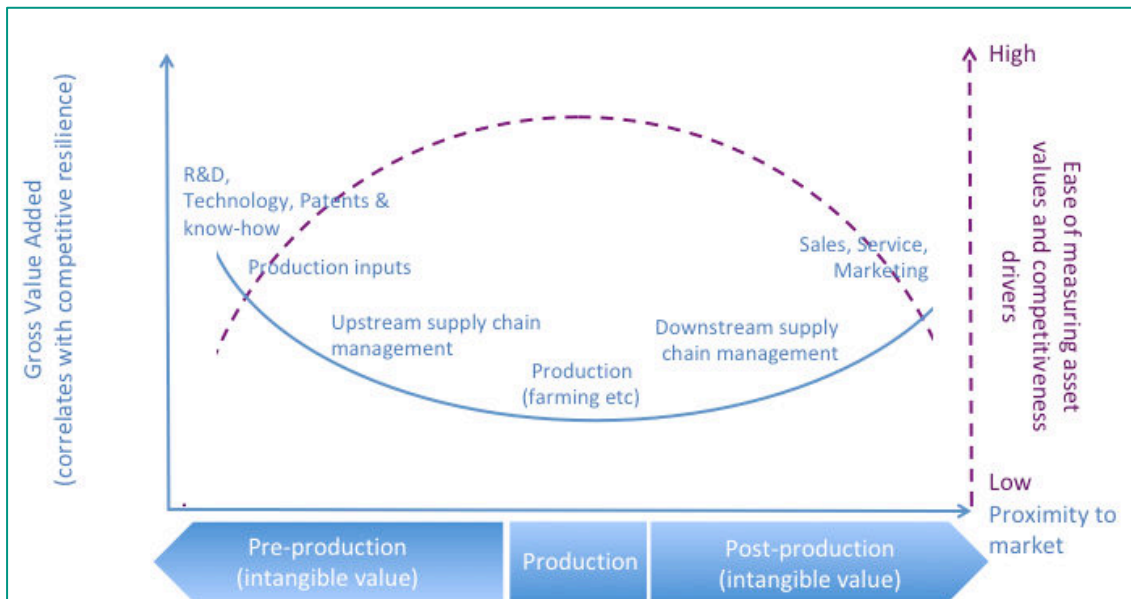 Gross Value Added
(correlates with competitive resilience)
R&D,
Technology, Patents &
know-how
Production inputs
Upstream supply chain
management
Production
(farming etc)
Downstream supply
chain management
Sales, Service,
Marketing
High
Ease of measuring asset
values and competitiveness
drivers
Low
Proximity to
market
Pre-production
(intangible value)
Production
Post-production
(intangible value)